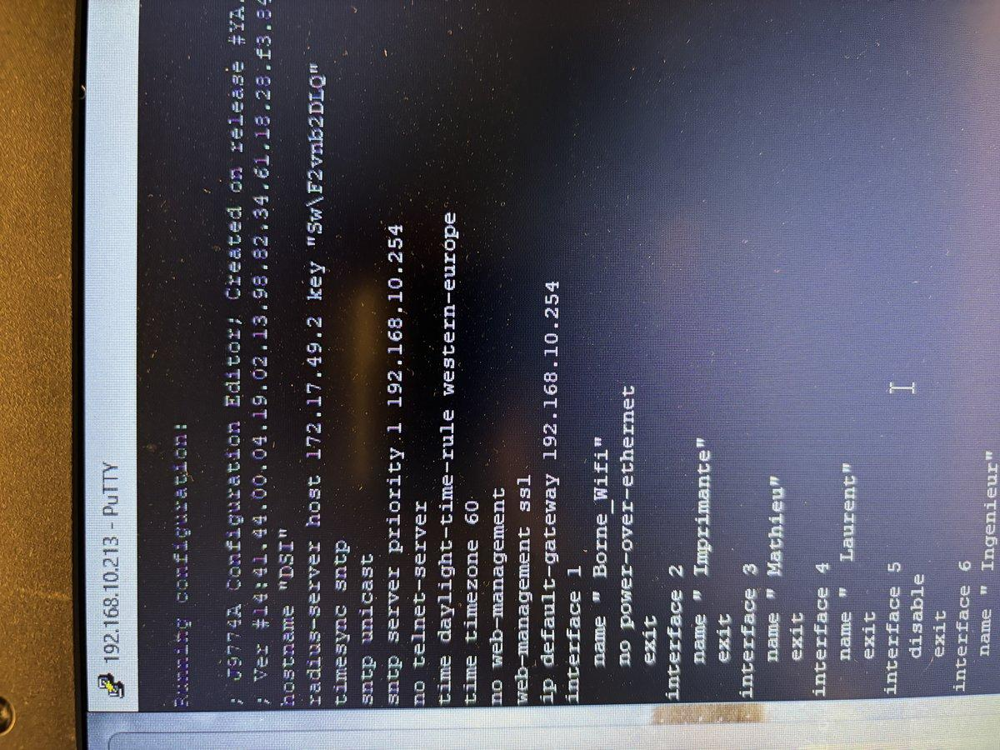 192.168.10.213 - PuTTY
Running configuration:
; J9774A Configuration Editor; Created on release #YA.
; Ver #14:41.44.00.04.19.02.13.98.82.34.61.18.28.f3.84
hostname "DSI"
radius-server host 172.17.49.2 key "Sw\F2vnb2DLQ"
timesync sntp
sntp unicast
sntp server priority 1 192.168.10.254
no telnet-server
time daylight-time-rule western-europe
time timezone 60
no web-management
web-management ssl
ip default-gateway 192.168.10.254
interface 1
name " Borne_Wifi"
no power-over-ethernet
exit
interface 2
name " Imprimante"
exit
interface 3
name " Mathieu"
exit
interface 4
name " Laurent"
exit
interface 5
disable
exit
interface 6
name " Ingenieur"